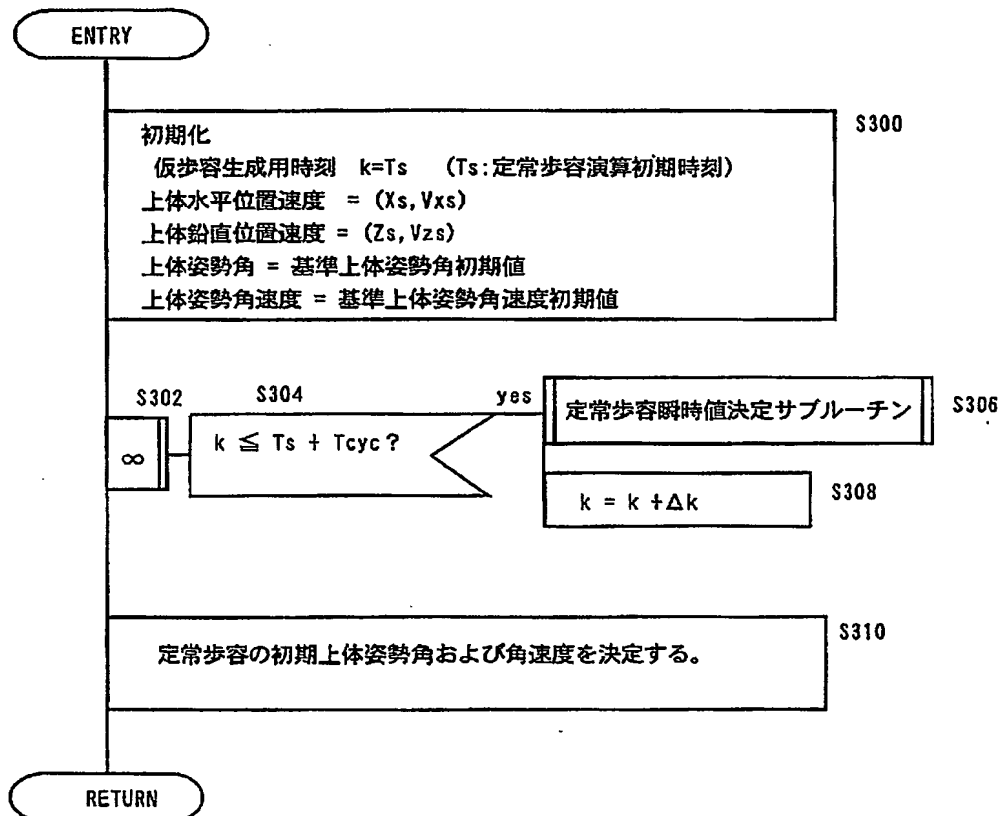 ENTRY
S300
初期化
仮歩容生成用時刻 k=Ts (Ts:定常歩容演算初期時刻)
上体水平位置速度 = (Xs,Vxs)
上体鉛直位置速度 = (Zs,Vzs)
上体姿勢角 = 基準上体姿勢角初期値
上体姿勢角速度 = 基準上体姿勢角速度初期値
S302
∞
S304
k ≦ Ts + Tcyc?
yes
定常歩容瞬時値決定サブルーチン
S306
k = k +Δk
S308
S310
定常歩容の初期上体姿勢角および角速度を決定する。
RETURN